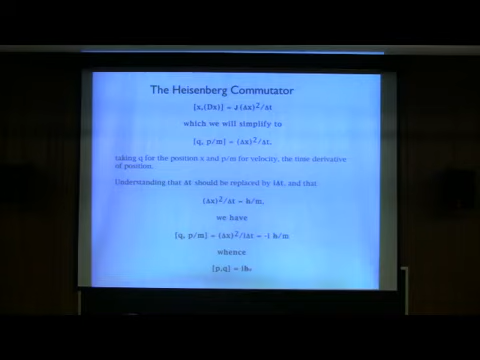 The Heisenberg Commutator
[x,(Dx)] = J (Δx)²/Δt
which we will simplify to
[q, p/m] = (Δx)²/Δt.
taking q for the position x and p/m for velocity, the time derivative
of position.
Understanding that Δt should be replaced by iΔt, and that
(Δx)²/Δt = ħ/m,
we have
[q, p/m] = (Δx)²/iΔt = -i ħ/m
whence
[p,q] = iħ.